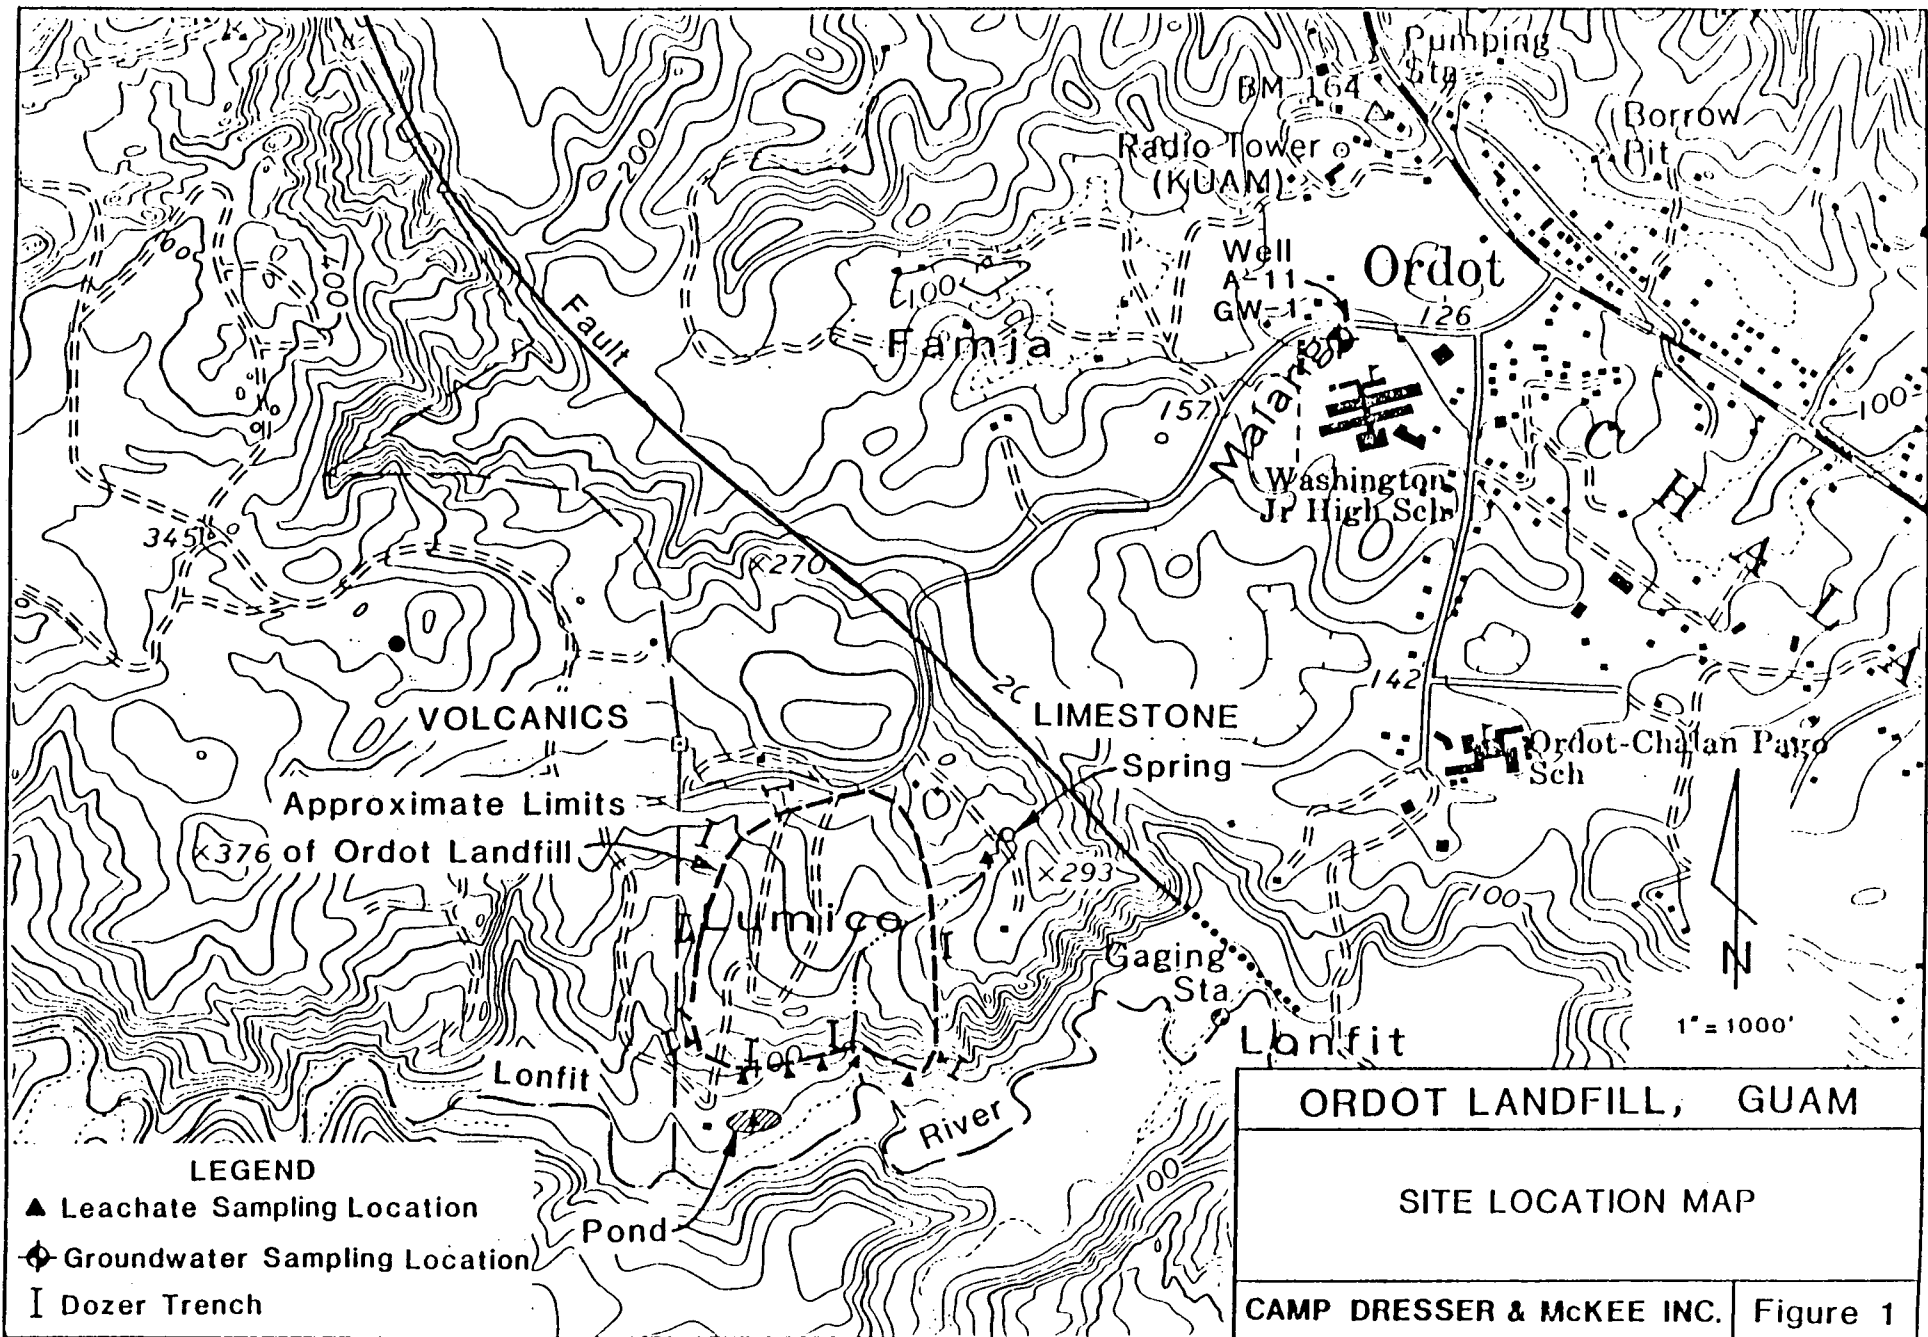 Pumping
Sta
BM 164
Borrow
Pit
Radio Tower
(KUAM)
200
400
Well
A-11
GW-1
Ordot
126
Fault
100
Famja
157
100
Washington
Jr High Sch
O
C
H
A
L
A
345
×270
142
VOLCANICS
LIMESTONE
Spring
Ordot-Chalan Pago
Sch
Approximate Limits
of Ordot Landfill
×376
×293
100
Lumico
Gaging
Sta
N
1" = 1000'
Lonfit
Lonfit
100
River
100
Pond
LEGEND
Leachate Sampling Location
Groundwater Sampling Location
Dozer Trench
ORDOT LANDFILL, GUAM
SITE LOCATION MAP
CAMP DRESSER & McKEE INC.
Figure 1